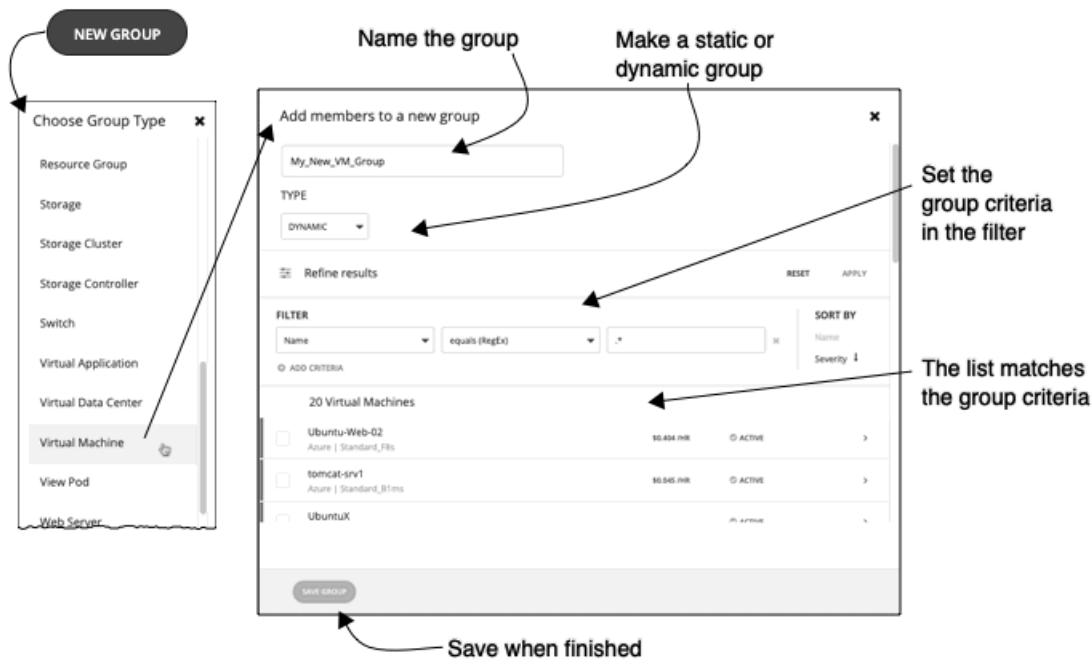 NEW GROUP
Name the group
Make a static or
dynamic group
Choose Group Type
Resource Group
Storage
Storage Cluster
Storage Controller
Switch
Virtual Application
Virtual Data Center
Virtual Machine
View Pod
Web Server
Add members to a new group
My_New_VM_Group
TYPE
DYNAMIC
Set the
group criteria
in the filter
Refine results
RESET
APPLY
FILTER
SORT BY
Name
equals (RegEx)
.*
Name
Severity
ADD CRITERIA
The list matches
the group criteria
20 Virtual Machines
Ubuntu-Web-02
Azure | Standard_F8s
$0.404 /HR
ACTIVE
tomcat-srv1
Azure | Standard_B1ms
$0.045 /HR
ACTIVE
UbuntuX
ACTIVE
SAVE GROUP
Save when finished